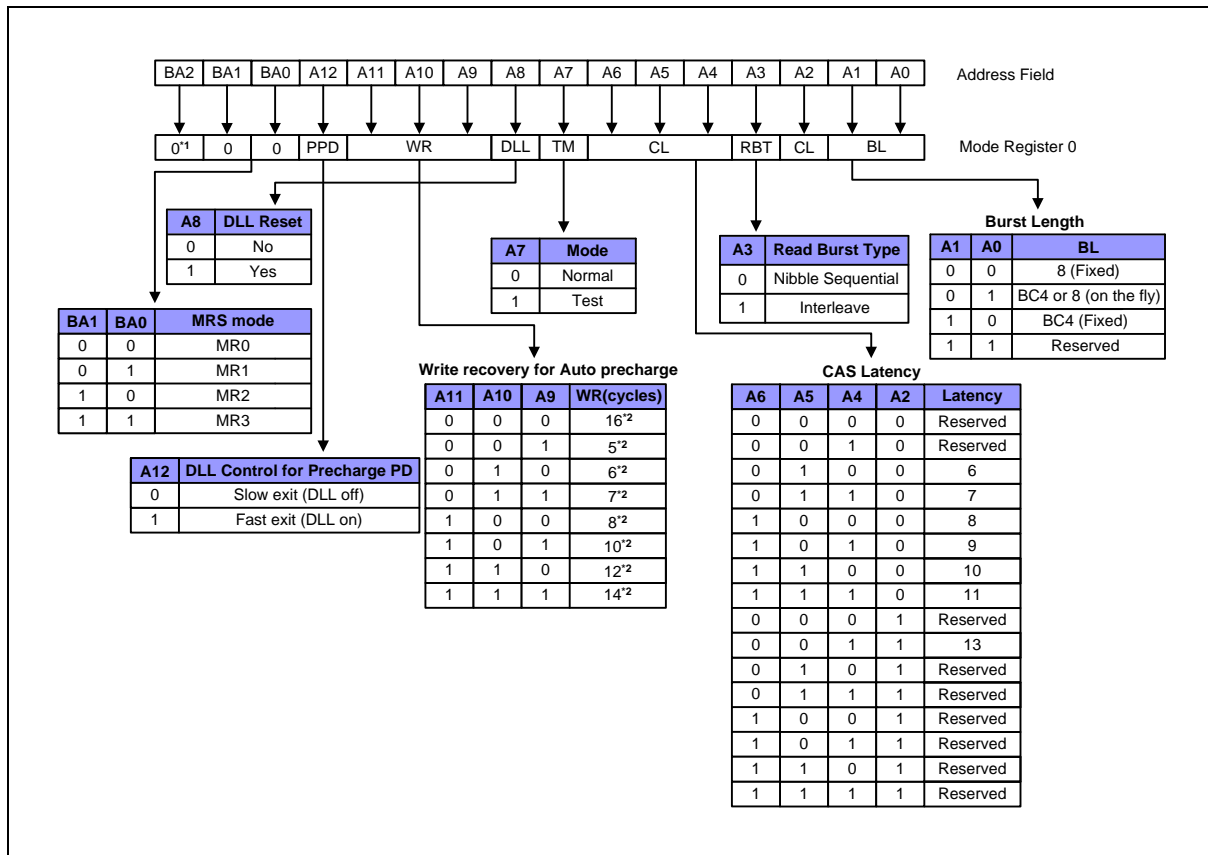 BA2 BA1 BA0 A12 A11 A10 A9 A8 A7 A6 A5 A4 A3 A2 A1 A0 Address Field
0*1 0 0 PPD WR DLL TM CL RBT CL BL Mode Register 0
A8 DLL Reset
0 No
1 Yes
A7 Mode
0 Normal
1 Test
A3 Read Burst Type
0 Nibble Sequential
1 Interleave
Burst Length
A1 A0 BL
0 0 8 (Fixed)
0 1 BC4 or 8 (on the fly)
1 0 BC4 (Fixed)
1 1 Reserved
BA1 BA0 MRS mode
0 0 MR0
0 1 MR1
1 0 MR2
1 1 MR3
A12 DLL Control for Precharge PD
0 Slow exit (DLL off)
1 Fast exit (DLL on)
Write recovery for Auto precharge
A11 A10 A9 WR(cycles)
0 0 0 16*2
0 0 1 5*2
0 1 0 6*2
0 1 1 7*2
1 0 0 8*2
1 0 1 10*2
1 1 0 12*2
1 1 1 14*2
CAS Latency
A6 A5 A4 A2 Latency
0 0 0 0 Reserved
0 0 1 0 Reserved
0 1 0 0 6
0 1 1 0 7
1 0 0 0 8
1 0 1 0 9
1 1 0 0 10
1 1 1 0 11
0 0 0 1 Reserved
0 0 1 1 13
0 1 0 1 Reserved
0 1 1 1 Reserved
1 0 0 1 Reserved
1 0 1 1 Reserved
1 1 0 1 Reserved
1 1 1 1 Reserved